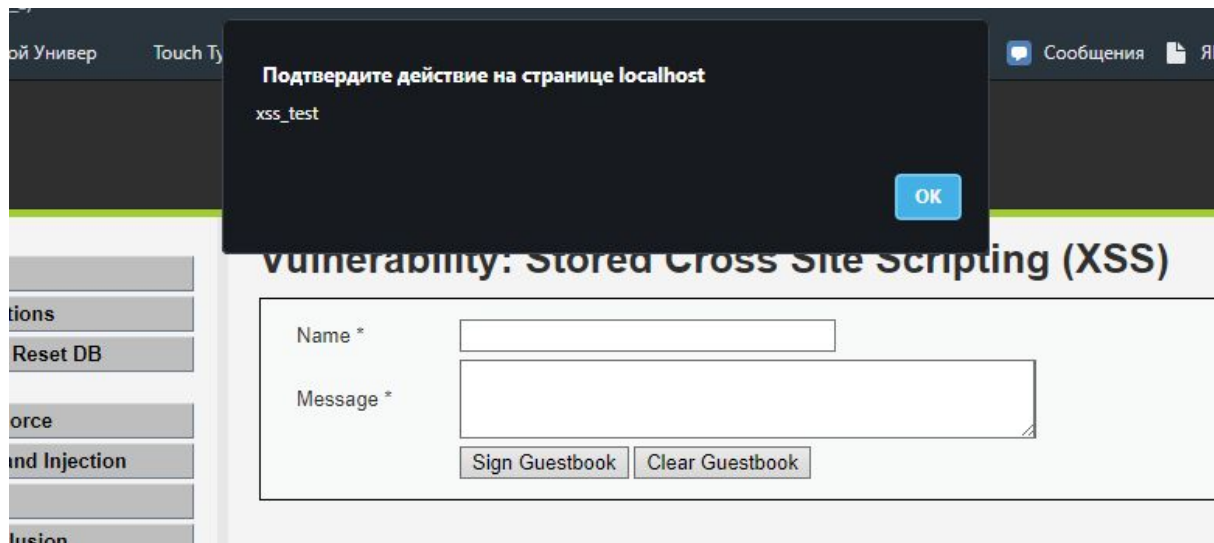 ой Универ
Touch Ty
Сообщения
Подтвердите действие на странице localhost
xss_test
OK
Vulnerability: Stored Cross Site Scripting (XSS)
tions
Reset DB
orce
and Injection
lusion
Name *
Message *
Sign Guestbook
Clear Guestbook